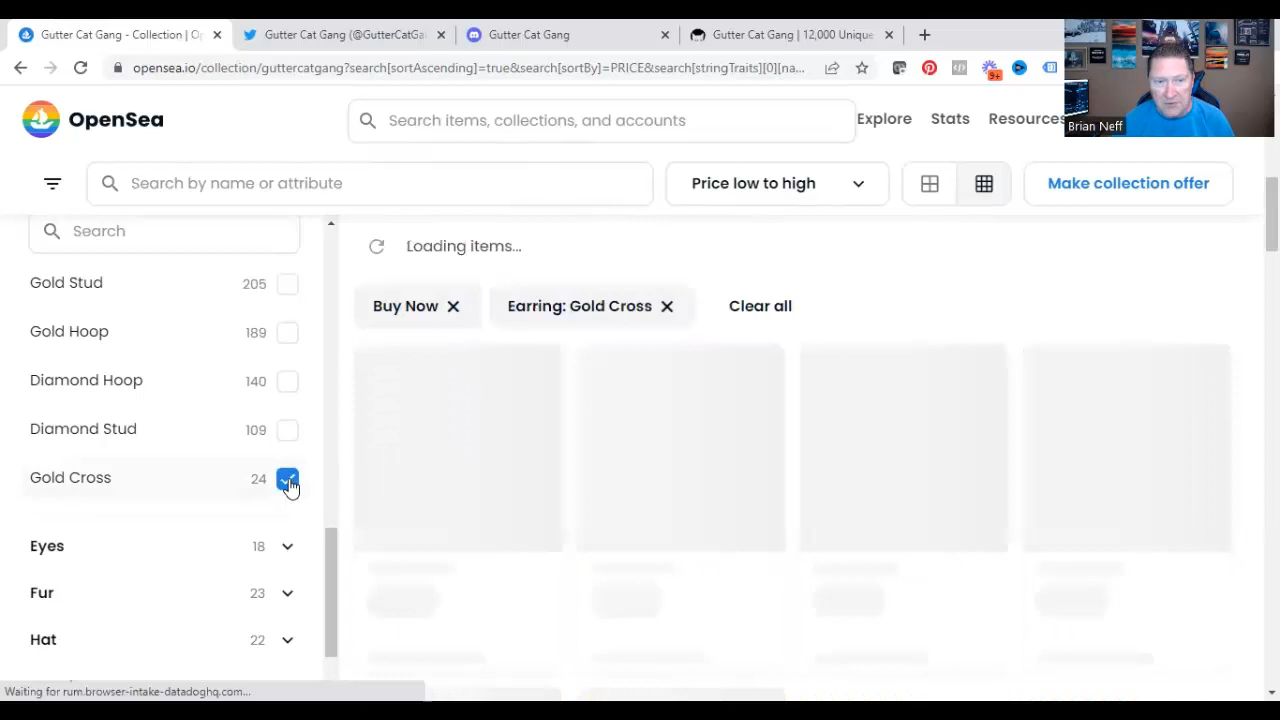 Gutter Cat Gang - Collection | O
Gutter Cat Gang (@GutterCat
Gutter Cat
Gutter Cat Gang | 12,000 Unique
opensea.io/collection/guttercatgang?search[
nding]=true&search[sortBy]=PRICE&search[stringTraits][0][na...
9+
OpenSea
Search items, collections, and accounts
Explore
Stats
Resources
Brian Neff
Search by name or attribute
Price low to high
Make collection offer
Search
Loading items...
Gold Stud 205
Buy Now
Earring: Gold Cross
Clear all
Gold Hoop 189
Diamond Hoop 140
Diamond Stud 109
Gold Cross 24
Eyes 18
Fur 23
Hat 22
Waiting for rum.browser-intake-datadoghq.com...